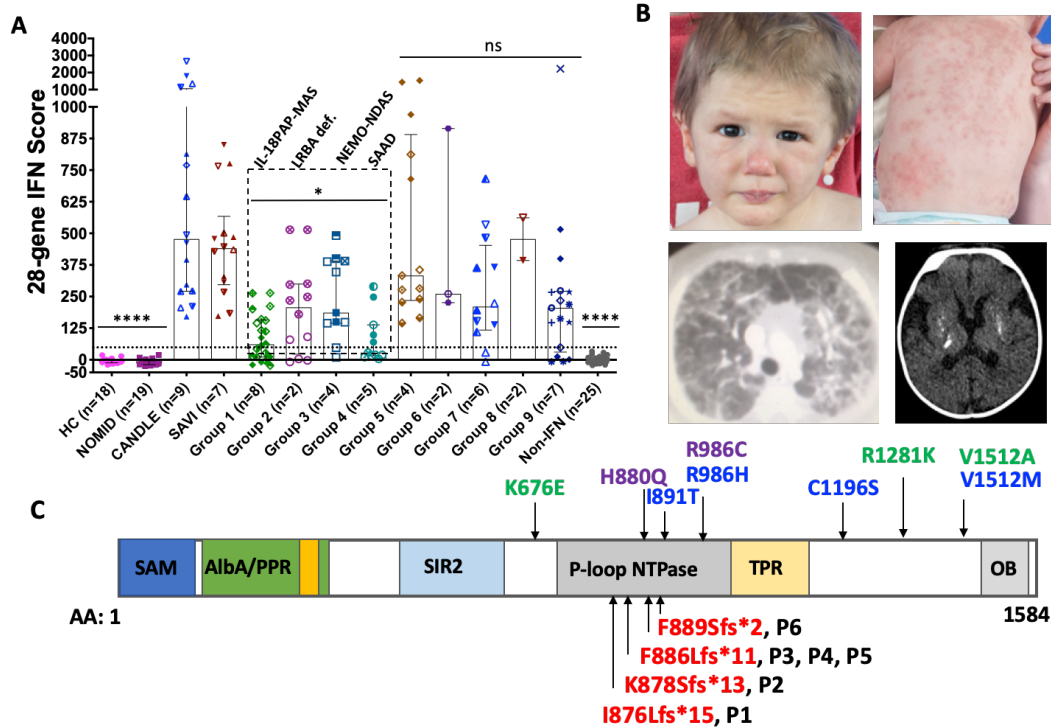 A
28-gene IFN Score
4000
3000
2000
1000
1000
875
750
625
500
375
250
125
0
-50
****
IL-18PAP-MAS
LRBA def.
NEMO-NDAS
SAAD
*
ns
****
HC (n=18)
NOMID (n=19)
CANDLE (n=9)
SAVI (n=7)
Group 1 (n=8)
Group 2 (n=2)
Group 3 (n=4)
Group 4 (n=5)
Group 5 (n=4)
Group 6 (n=2)
Group 7 (n=6)
Group 8 (n=2)
Group 9 (n=7)
Non-IFN (n=25)
B
C
K676E
H880Q
I891T
R986C
R986H
C1196S
R1281K
V1512A
V1512M
SAM
AlbA/PPR
SIR2
P-loop NTPase
TPR
OB
AA: 1
1584
F889Sfs*2, P6
F886Lfs*11, P3, P4, P5
K878Sfs*13, P2
I876Lfs*15, P1